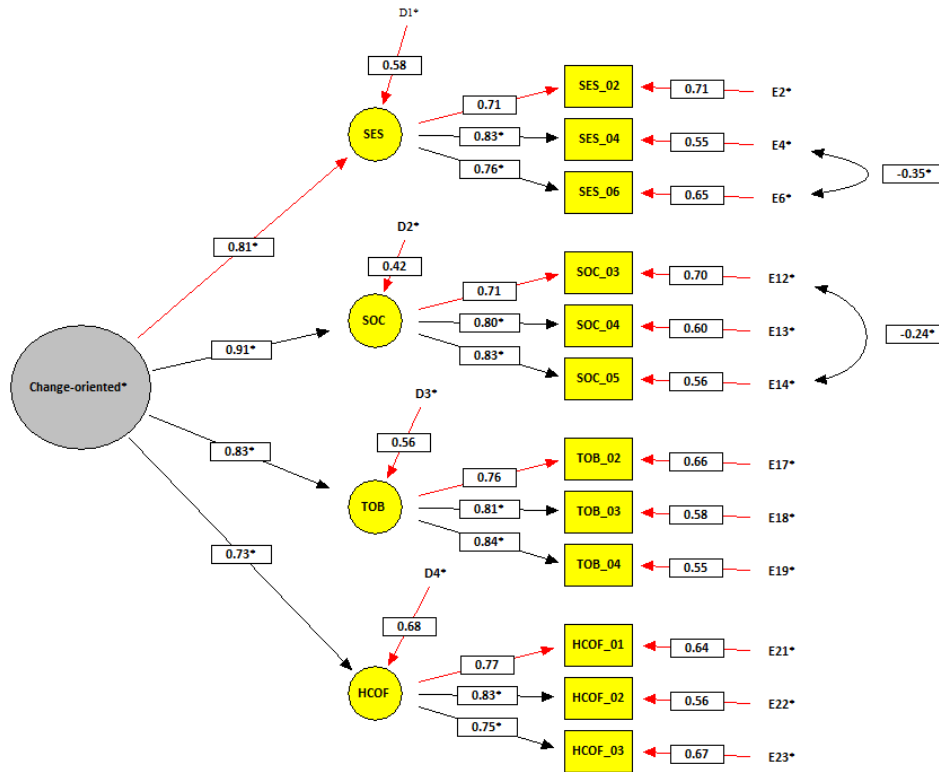 D1*
0.58
SES
0.71
SES_02
0.71
E2*
0.83*
SES_04
0.55
E4*
0.76*
SES_06
0.65
E6*
-0.35*
0.81*
D2*
0.42
SOC
0.71
SOC_03
0.70
E12*
0.80*
SOC_04
0.60
E13*
0.83*
SOC_05
0.56
E14*
-0.24*
0.91*
Change-oriented*
D3*
0.56
TOB
0.76
TOB_02
0.66
E17*
0.81*
TOB_03
0.58
E18*
0.84*
TOB_04
0.55
E19*
0.83*
0.73*
D4*
0.68
HCOF
0.77
HCOF_01
0.64
E21*
0.83*
HCOF_02
0.56
E22*
0.75*
HCOF_03
0.67
E23*